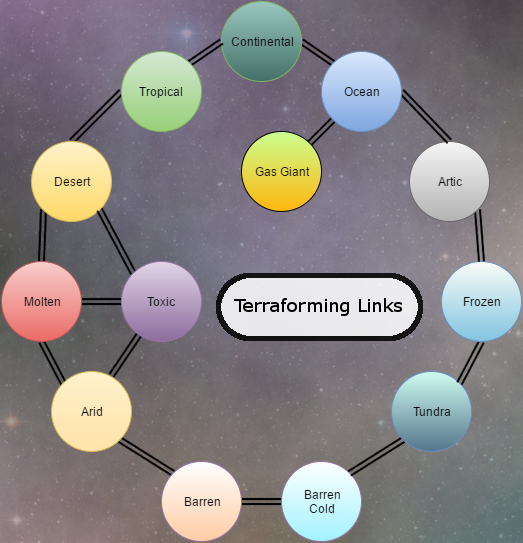 Continental
Tropical
Ocean
Gas Giant
Desert
Artic
Molten
Toxic
Terraforming Links
Frozen
Arid
Tundra
Barren
Barren
Cold